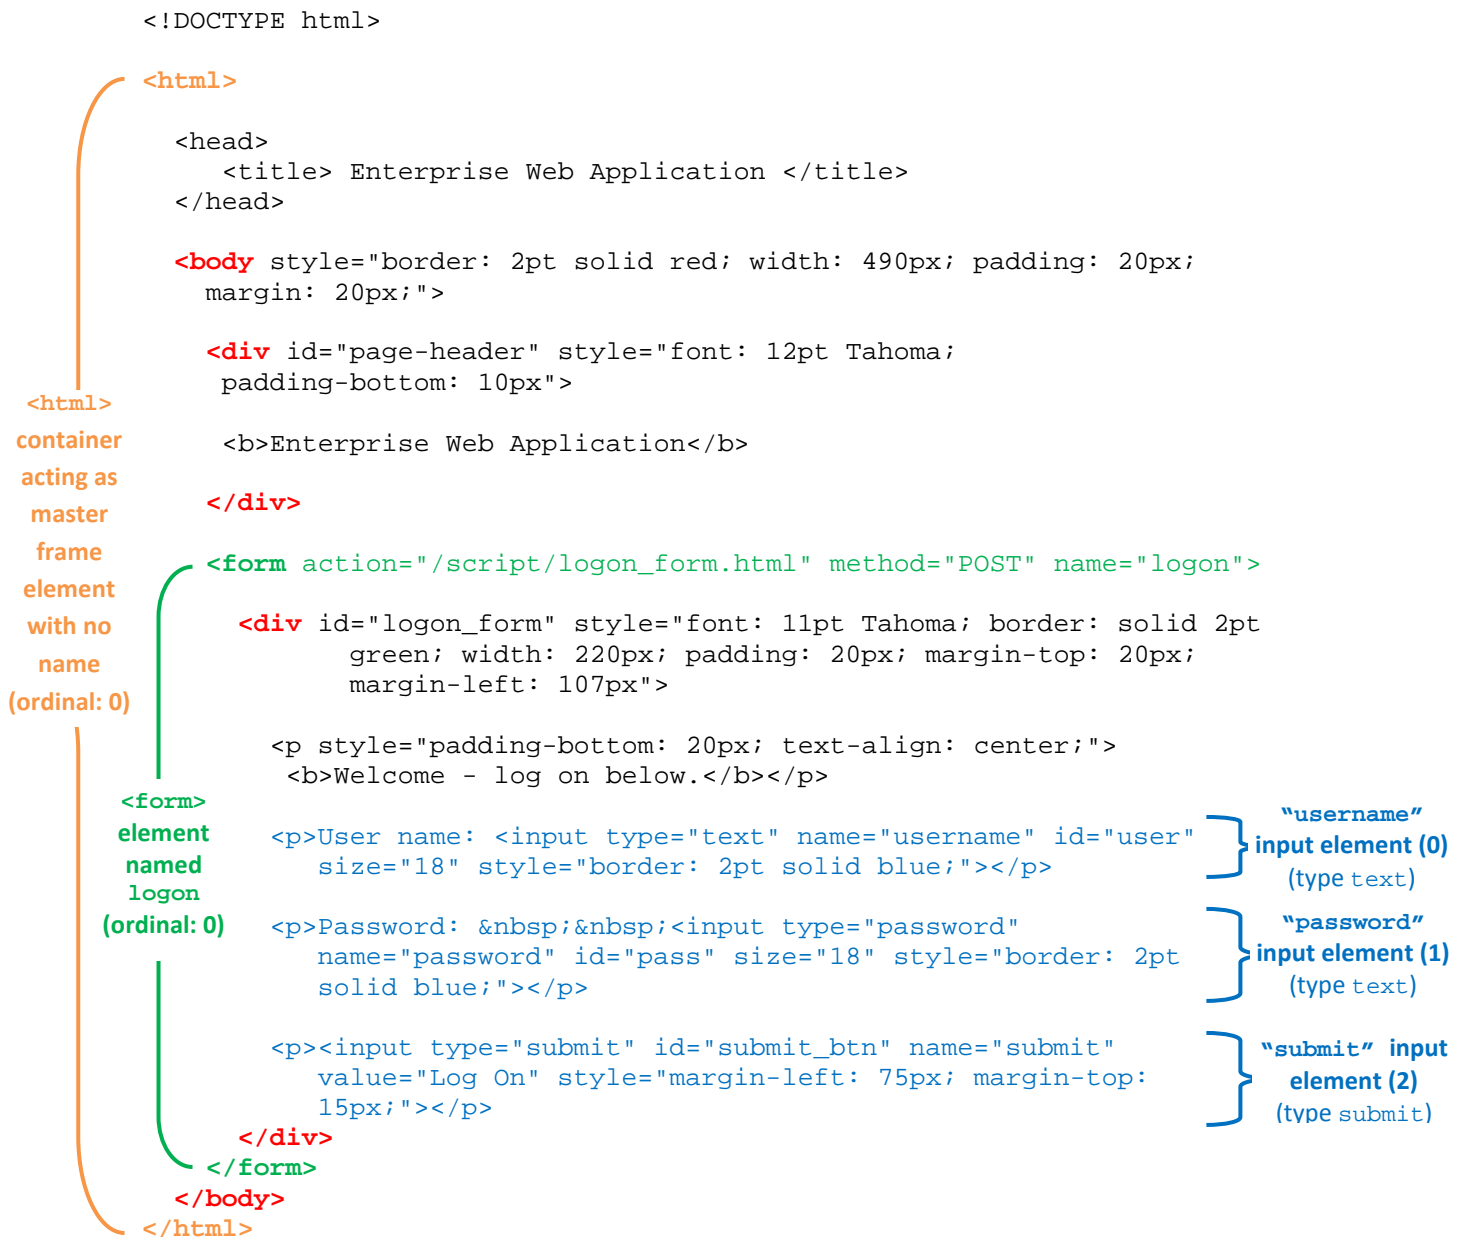 <!DOCTYPE html>
<html>
<head>
<title> Enterprise Web Application </title>
</head>
<body style="border: 2pt solid red; width: 490px; padding: 20px;
margin: 20px;">
<div id="page-header" style="font: 12pt Tahoma;
padding-bottom: 10px">
<b>Enterprise Web Application</b>
</div>
<form action="/script/logon_form.html" method="POST" name="logon">
<div id="logon_form" style="font: 11pt Tahoma; border: solid 2pt
green; width: 220px; padding: 20px; margin-top: 20px;
margin-left: 107px">
<p style="padding-bottom: 20px; text-align: center;">
<b>Welcome - log on below.</b></p>
<p>User name: <input type="text" name="username" id="user"
size="18" style="border: 2pt solid blue;"></p>
<p>Password: &nbsp;&nbsp;<input type="password"
name="password" id="pass" size="18" style="border: 2pt
solid blue;"></p>
<p><input type="submit" id="submit_btn" name="submit"
value="Log On" style="margin-left: 75px; margin-top:
15px;"></p>
</div>
</form>
</body>
</html>
<html>
container
acting as
master
frame
element
with no
name
(ordinal: 0)
<form>
element
named
logon
(ordinal: 0)
“username”
input element (0)
(type text)
“password”
input element (1)
(type text)
“submit” input
element (2)
(type submit)